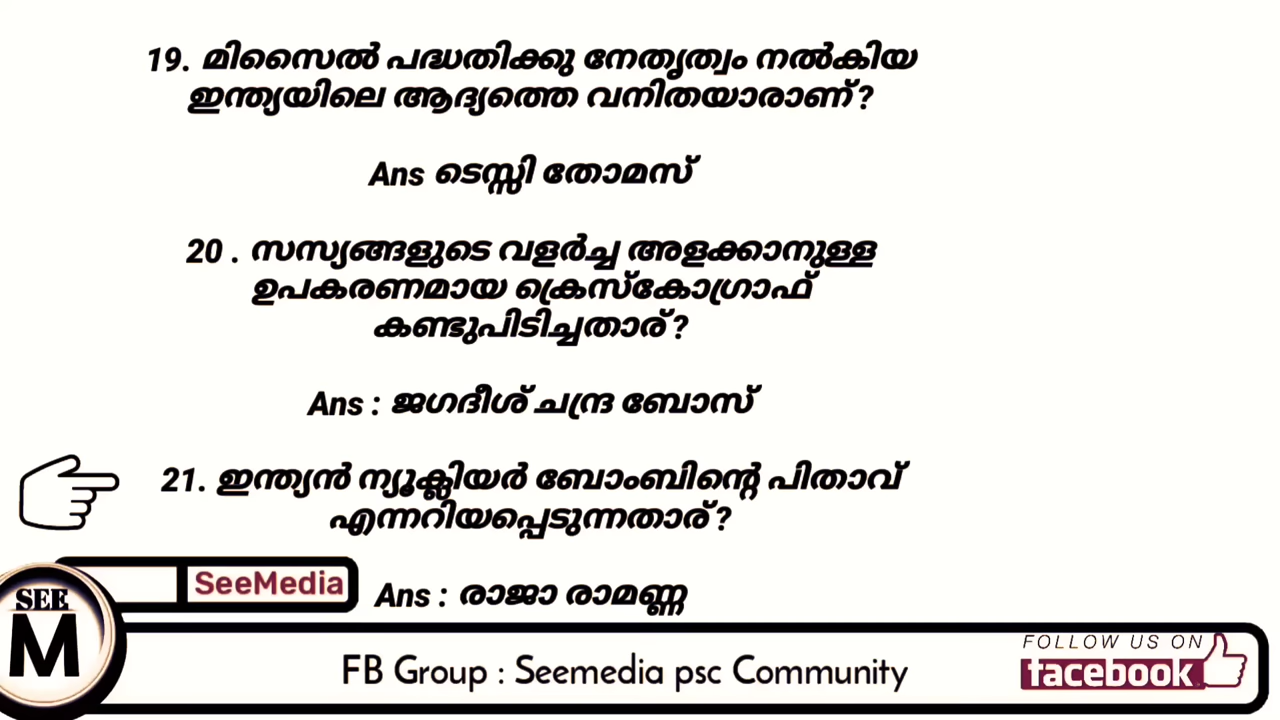 19. മിസൈൽ പദ്ധതിക്കു നേതൃത്വം നൽകിയ
ഇന്ത്യയിലെ ആദ്യത്തെ വനിതയാരാണ്?
Ans ടെസ്സി തോമസ്
20 . സസ്യങ്ങളുടെ വളർച്ച അളക്കാനുള്ള
ഉപകരണമായ ക്രെസ്കോഗ്രാഫ്
കണ്ടുപിടിച്ചതാര്?
Ans : ജഗദീശ് ചന്ദ്ര ബോസ്
21. ഇന്ത്യൻ ന്യൂക്ലിയർ ബോംബിന്റെ പിതാവ്
എന്നറിയപ്പെടുന്നതാര്?
Ans : രാജാ രാമണ്ണ
SeeMedia
SEE
M
FB Group : Seemedia psc Community
FOLLOW US ON
facebook